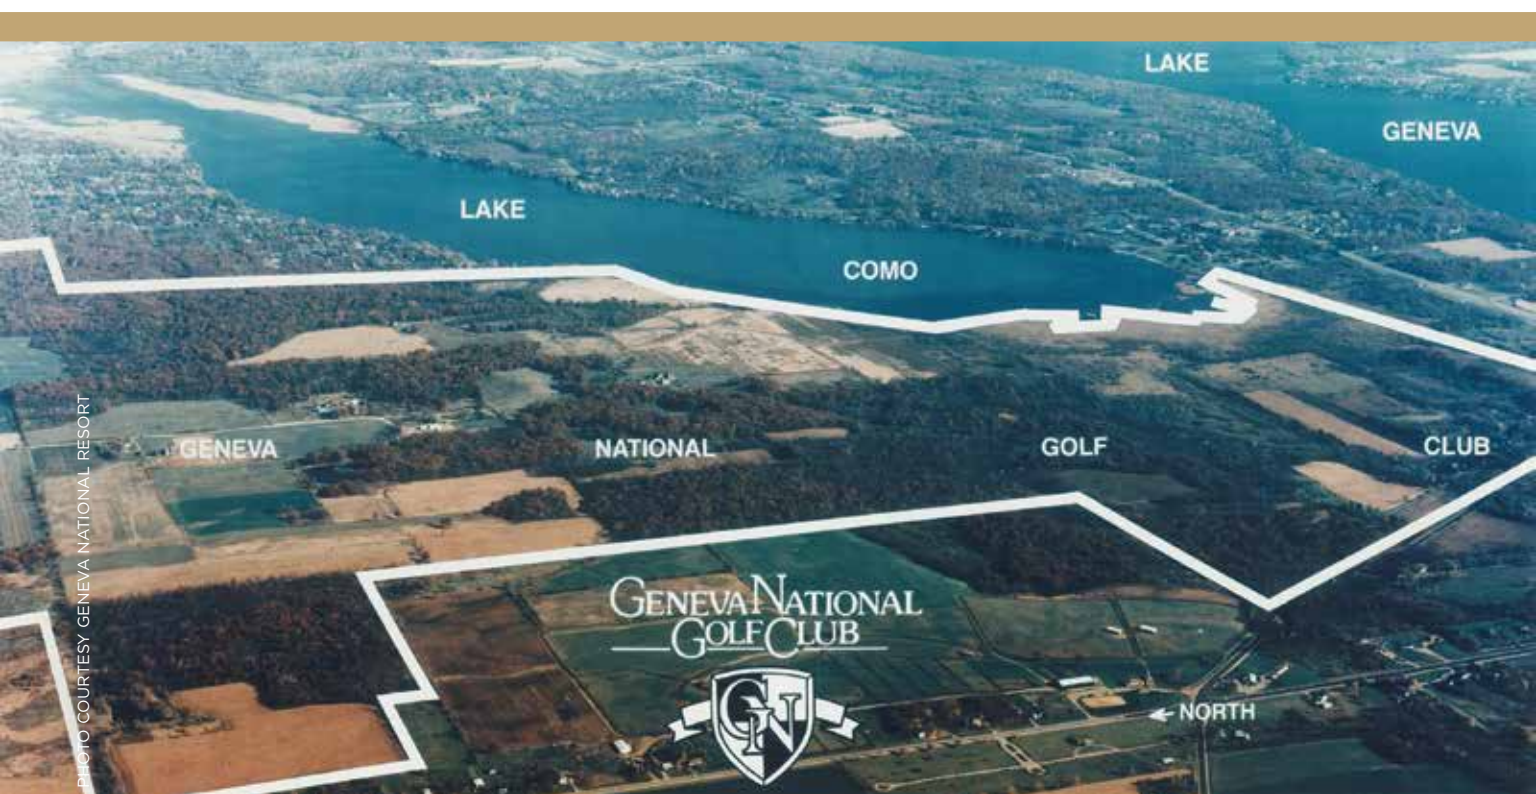 LAKE
GENEVA
LAKE
COMO
GENEVA NATIONAL GOLF CLUB
GENEVA NATIONAL
GOLF CLUB
GN
NORTH
PHOTO COURTESY GENEVA NATIONAL RESORT